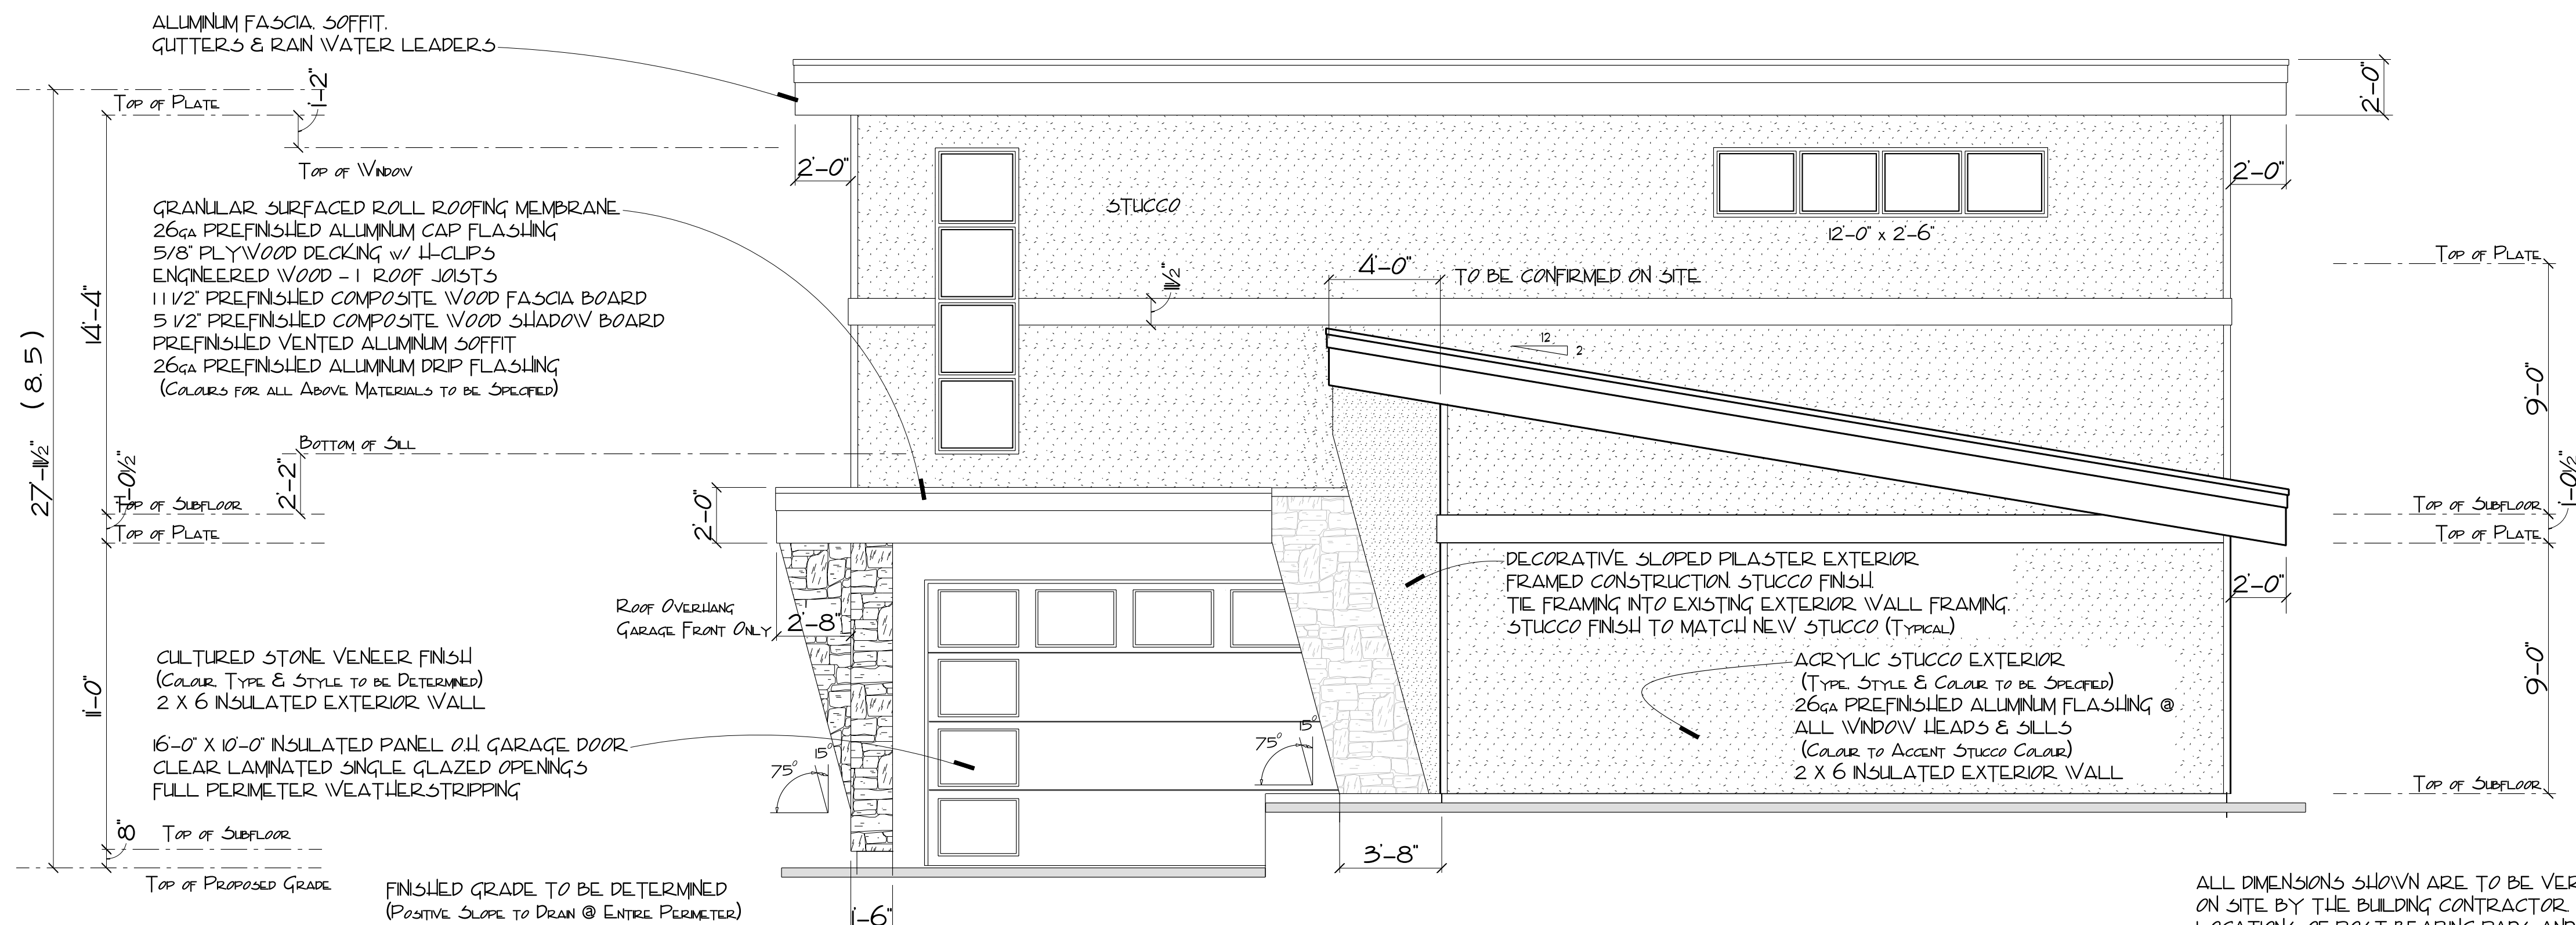 ALUMINUM FASCIA, SOFFIT,
GUTTERS & RAIN WATER LEADERS
1'-2"
2'-0"
TOP OF PLATE
TOP OF WINDOW
2'-0"
2'-0"
GRANULAR SURFACED ROLL ROOFING MEMBRANE
26GA PREFINISHED ALUMINUM CAP FLASHING
5/8" PLYWOOD DECKING W/ H-CLIPS
ENGINEERED WOOD - I ROOF JOISTS
11 1/2" PREFINISHED COMPOSITE WOOD FASCIA BOARD
5 1/2" PREFINISHED COMPOSITE WOOD SHADOW BOARD
PREFINISHED VENTED ALUMINUM SOFFIT
26GA PREFINISHED ALUMINUM DRIP FLASHING
(COLOURS FOR ALL ABOVE MATERIALS TO BE SPECIFIED)
STUCCO
12'-0" x 2'-6"
TOP OF PLATE
4'-0"
TO BE CONFIRMED ON SITE
11½"
14'-4"
12
2
9'-0"
27'-11½" (8.5)
BOTTOM OF SILL
1'-0½"
2'-2"
1'-0½"
TOP OF SUBFLOOR
TOP OF SUBFLOOR
2'-0"
TOP OF PLATE
TOP OF PLATE
DECORATIVE SLOPED PILASTER EXTERIOR
FRAMED CONSTRUCTION. STUCCO FINISH.
TIE FRAMING INTO EXISTING EXTERIOR WALL FRAMING.
STUCCO FINISH TO MATCH NEW STUCCO (TYPICAL)
2'-0"
ROOF OVERHANG
GARAGE FRONT ONLY
2'-8"
CULTURED STONE VENEER FINISH
(COLOUR, TYPE & STYLE TO BE DETERMINED)
2 X 6 INSULATED EXTERIOR WALL
11'-0"
9'-0"
ACRYLIC STUCCO EXTERIOR
(TYPE, STYLE & COLOUR TO BE SPECIFIED)
26GA PREFINISHED ALUMINUM FLASHING @
ALL WINDOW HEADS & SILLS
(COLOUR TO ACCENT STUCCO COLOUR)
2 X 6 INSULATED EXTERIOR WALL
16'-0" X 10'-0" INSULATED PANEL O.H. GARAGE DOOR
CLEAR LAMINATED SINGLE GLAZED OPENINGS
FULL PERIMETER WEATHERSTRIPPING
75°
15°
75°
15°
TOP OF SUBFLOOR
8"
TOP OF SUBFLOOR
3'-8"
TOP OF PROPOSED GRADE
FINISHED GRADE TO BE DETERMINED
(POSITIVE SLOPE TO DRAIN @ ENTIRE PERIMETER)
1'-6"
ALL DIMENSIONS SHOWN ARE TO BE VER
ON SITE BY THE BUILDING CONTRACTOR
LOCATIONS OF POST BEARING PADS AND